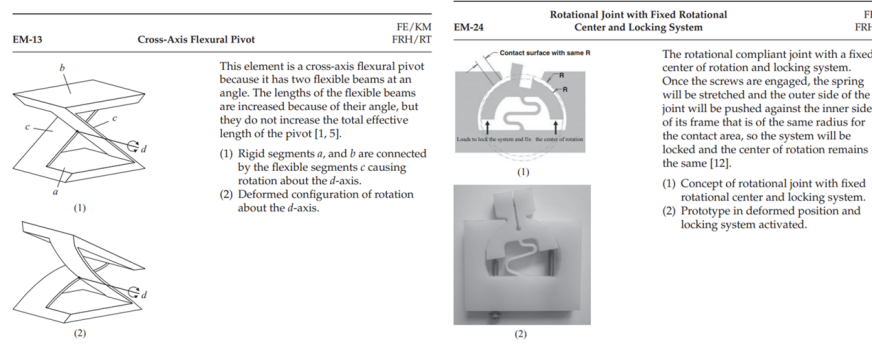 FE/KM
EM-13 Cross-Axis Flexural Pivot FRH/RT
b
c
c
d
a
(1)
d
(2)
This element is a cross-axis flexural pivot
because it has two flexible beams at an
angle. The lengths of the flexible beams
are increased because of their angle, but
they do not increase the total effective
length of the pivot [1, 5].
(1) Rigid segments a, and b are connected
by the flexible segments c causing
rotation about the d-axis.
(2) Deformed configuration of rotation
about the d-axis.
Rotational Joint with Fixed Rotational
EM-24 Center and Locking System FRH
Contact surface with same R
R
R
Loads to lock the system and fix the center of rotation
(1)
(2)
The rotational compliant joint with a fixed
center of rotation and locking system.
Once the screws are engaged, the spring
will be stretched and the outer side of the
joint will be pushed against the inner side
of its frame that is of the same radius for
the contact area, so the system will be
locked and the center of rotation remains
the same [12].
(1) Concept of rotational joint with fixed
rotational center and locking system.
(2) Prototype in deformed position and
locking system activated.